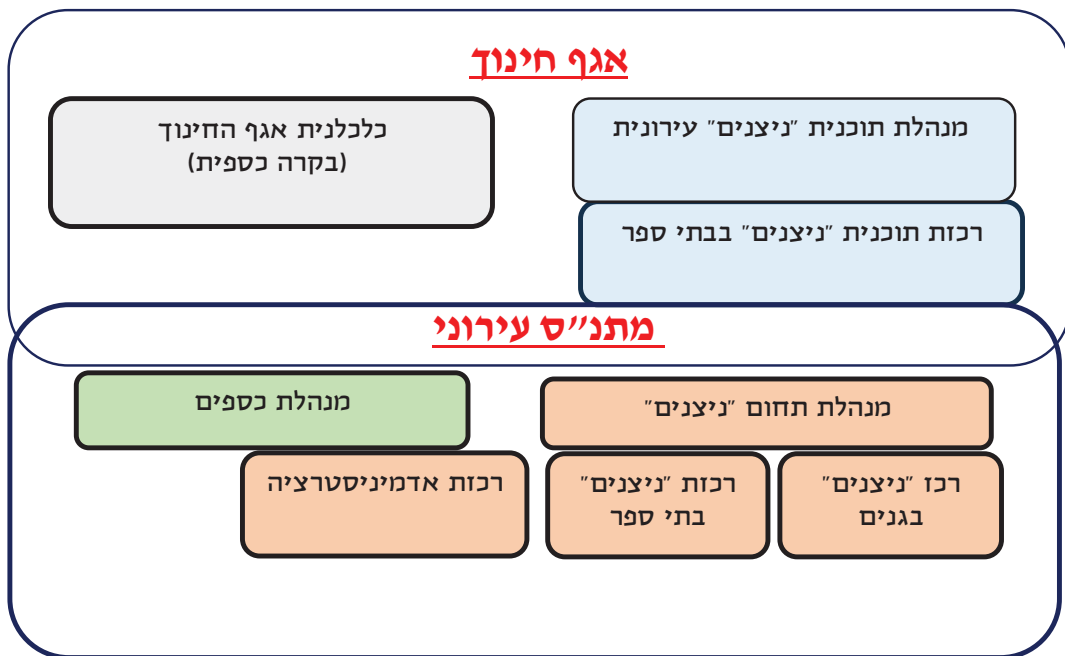 אגף חינוך
מנהלת תוכנית "ניצנים" עירונית
כלכלנית אגף החינוך
(בקרה כספית)
רכזת תוכנית "ניצנים" בבתי ספר
מתנ"ס עירוני
מנהלת תחום "ניצנים"
מנהלת כספים
רכז "ניצנים"
בגנים
רכזת "ניצנים"
בתי ספר
רכזת אדמיניסטרציה